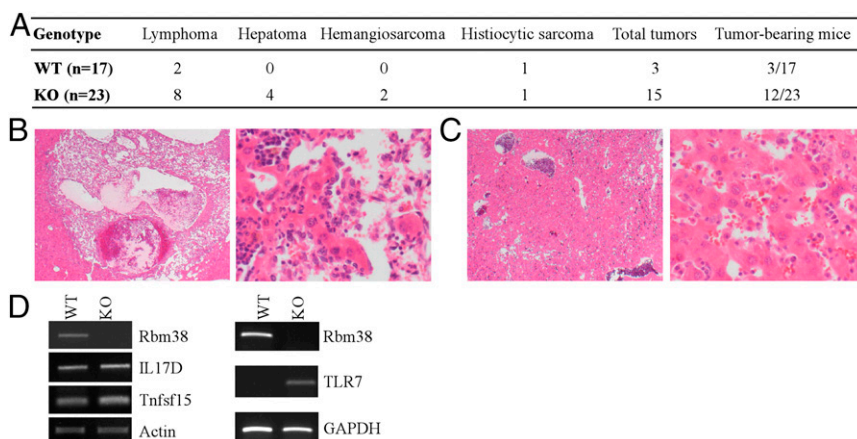 A
Genotype Lymphoma Hepatoma Hemangiosarcoma Histiocytic sarcoma Total tumors Tumor-bearing mice
WT (n=17) 2 0 0 1 3 3/17
KO (n=23) 8 4 2 1 15 12/23
B
C
D
WT KO
Rbm38
IL17D
Tnfsf15
Actin
WT KO
Rbm38
TLR7
GAPDH